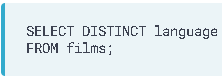 SELECT DISTINCT language
FROM films;